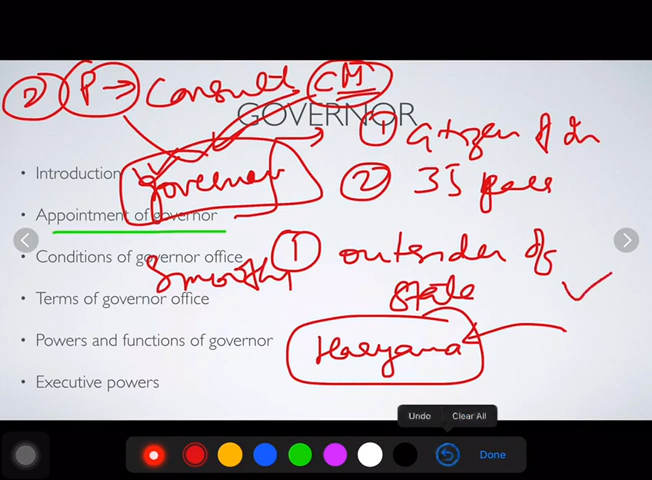 ② P → Consult CM
GOVERNOR
① citizen of In
• Introduction
governor
② 35 years
• Appointment of governor
• Conditions of governor office
① outsider of
Smoothly
state
• Terms of governor office
• Powers and functions of governor
Haryana
• Executive powers
Undo
Clear All
Done